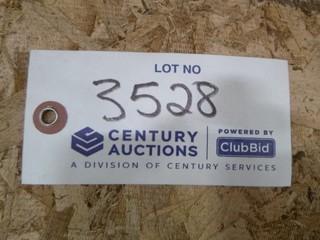 LOT NO
3528
CENTURY AUCTIONS
POWERED BY
ClubBid
A DIVISION OF CENTURY SERVICES